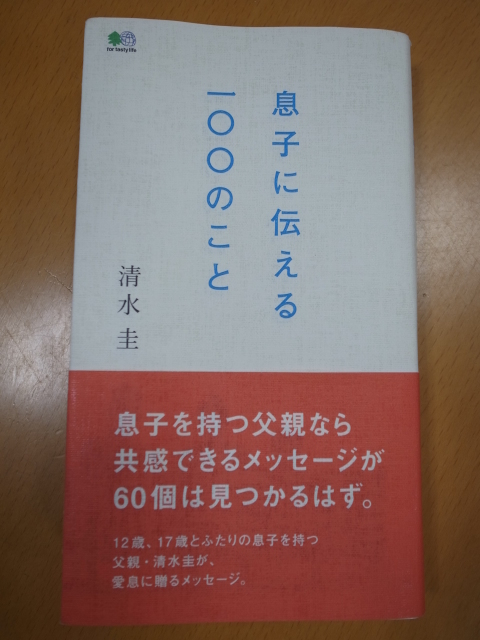 for tasty life
息子に伝える
一〇〇のこと
清水 圭
息子を持つ父親なら
共感できるメッセージが
60個は見つかるはず。
12歳、17歳とふたりの息子を持つ
父親・清水圭が、
愛息に贈るメッセージ。